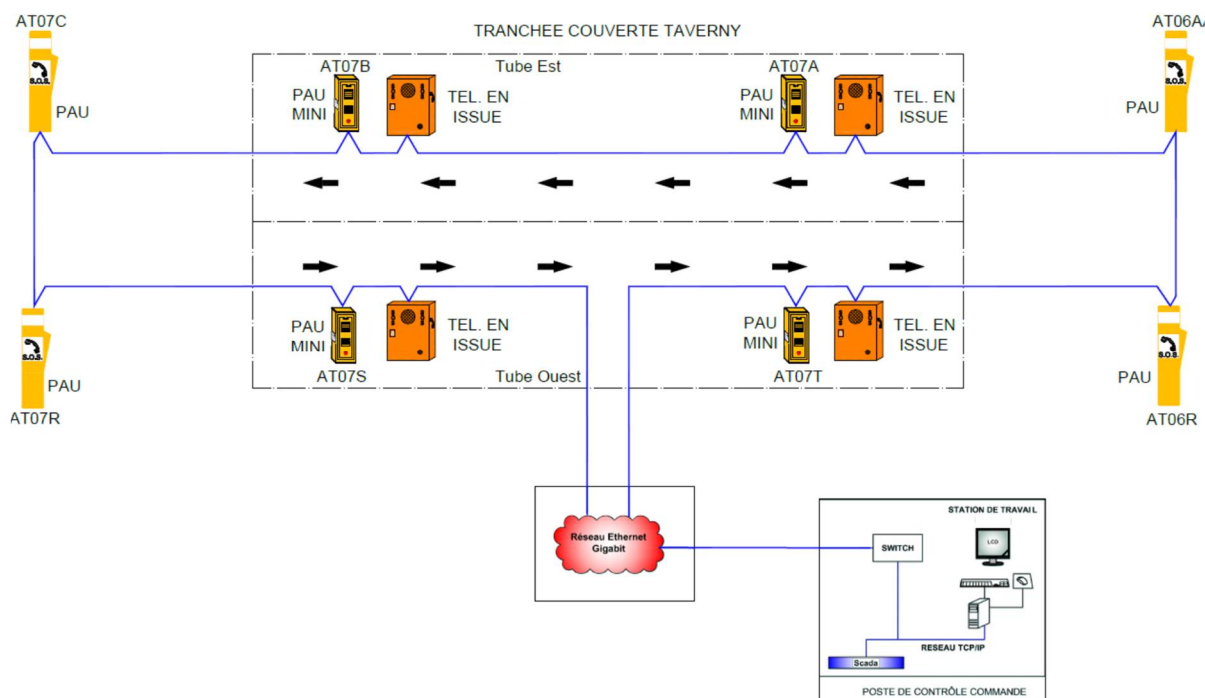 AT07C
TRANCHEE COUVERTE TAVERNY
AT06AA
S.O.S.
PAU
AT07B
PAU
MINI
TEL. EN
ISSUE
Tube Est
AT07A
PAU
MINI
TEL. EN
ISSUE
S.O.S.
PAU
S.O.S.
PAU
AT07R
PAU
MINI
AT07S
TEL. EN
ISSUE
Tube Ouest
PAU
MINI
AT07T
TEL. EN
ISSUE
PAU
S.O.S.
AT06R
Réseau Ethernet
Gigabit
STATION DE TRAVAIL
LCD
SWITCH
RESEAU TCP/IP
Scada
POSTE DE CONTRÔLE COMMANDE